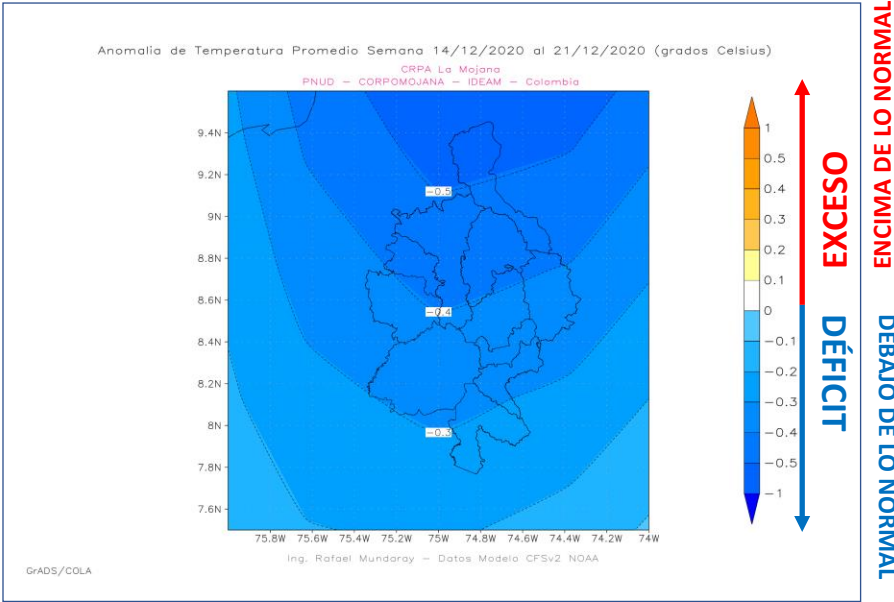 Anomalia de Temperatura Promedio Semana 14/12/2020 al 21/12/2020 (grados Celsius)
CRPA La Mojana
PNUD – CORPOMOJANA – IDEAM – Colombia
9.4N
9.2N
9N
8.8N
8.6N
8.4N
8.2N
8N
7.8N
7.6N
-0.5
-0.4
-0.3
75.8W 75.6W 75.4W 75.2W 75W 74.8W 74.6W 74.4W 74.2W 74W
1
0.5
0.4
0.3
0.2
0.1
0
-0.1
-0.2
-0.3
-0.4
-0.5
-1
EXCESO
DÉFICIT
ENCIMA DE LO NORMAL
DEBAJO DE LO NORMAL
Ing. Rafael Mundaray – Datos Modelo CFSv2 NOAA
GrADS/COLA